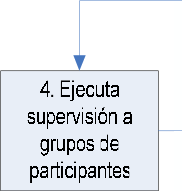 4. Ejecuta
supervisión a
grupos de
participantes